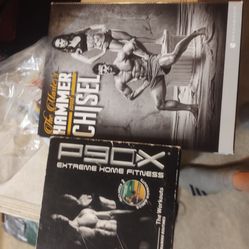 The Master's
HAMMER
and
CHISEL
P90X
EXTREME HOME FITNESS
The Workouts